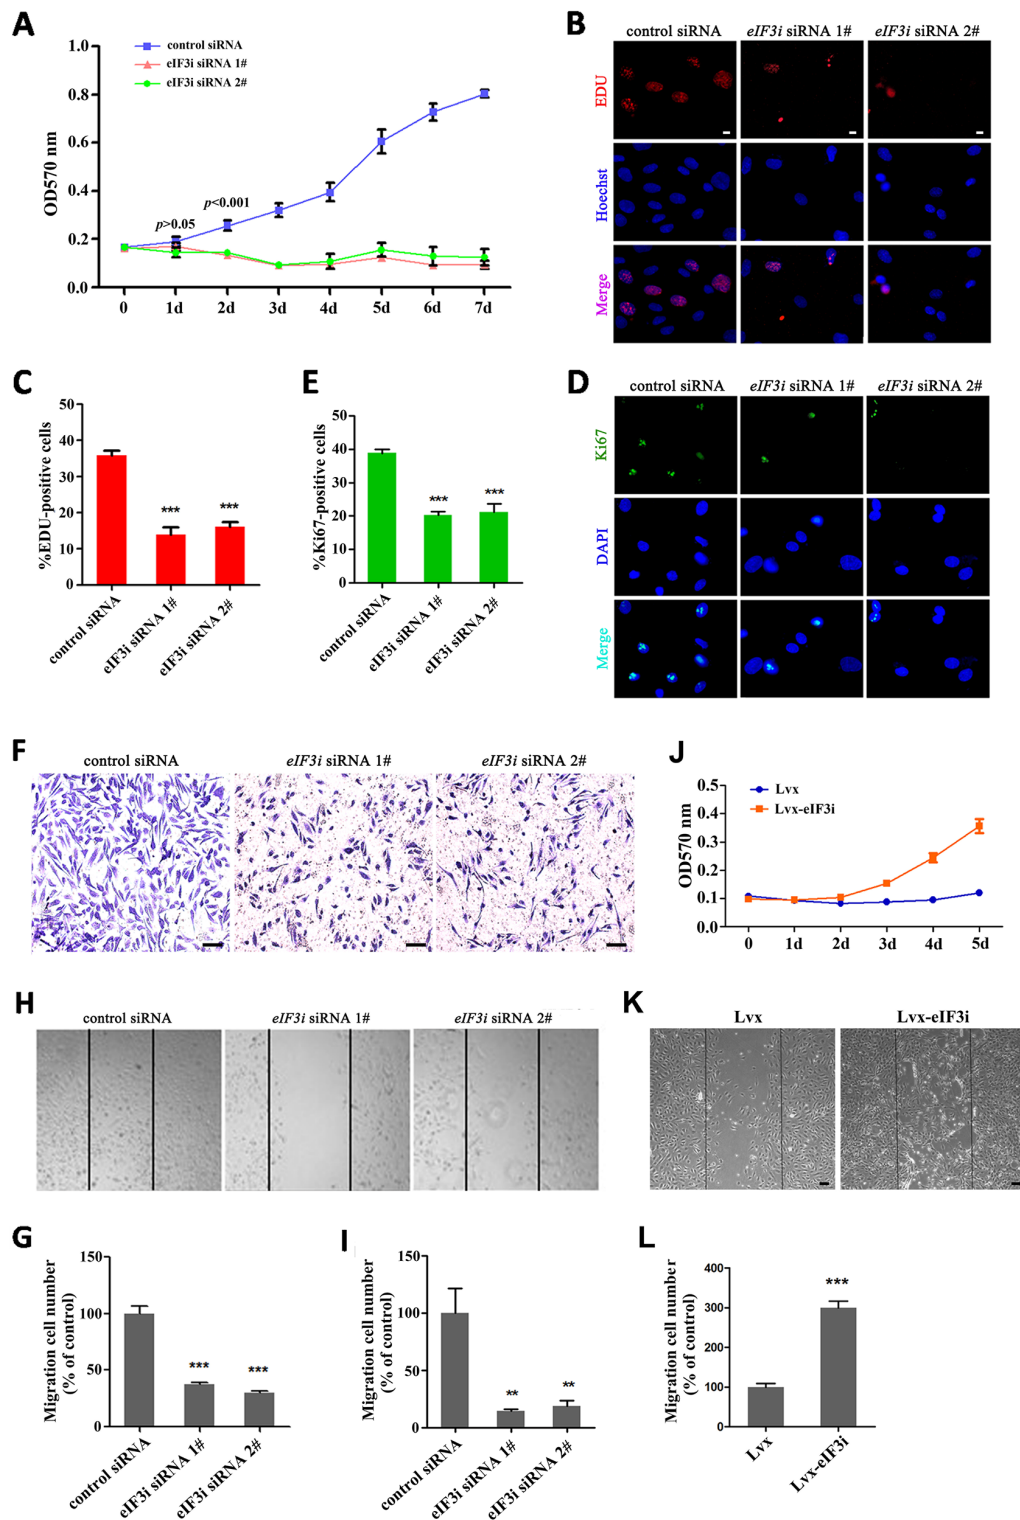 A
control siRNA
eIF3i siRNA 1#
eIF3i siRNA 2#
OD570 nm
1.0
0.8
0.6
0.4
0.2
0.0
p>0.05
p<0.001
0 1d 2d 3d 4d 5d 6d 7d
B
control siRNA eIF3i siRNA 1# eIF3i siRNA 2#
EDU
Hoechst
Merge
C
%EDU-positive cells
50
40
30
20
10
0
*** ***
control siRNA
eIF3i siRNA 1#
eIF3i siRNA 2#
E
%Ki67-positive cells
50
40
30
20
10
0
*** ***
control siRNA
eIF3i siRNA 1#
eIF3i siRNA 2#
D
control siRNA eIF3i siRNA 1# eIF3i siRNA 2#
Ki67
DAPI
Merge
F
control siRNA eIF3i siRNA 1# eIF3i siRNA 2#
J
Lvx
Lvx-eIF3i
OD570 nm
0.5
0.4
0.3
0.2
0.1
0.0
0 1d 2d 3d 4d 5d
H
control siRNA eIF3i siRNA 1# eIF3i siRNA 2#
K
Lvx Lvx-eIF3i
G
Migration cell number
(% of control)
150
100
50
0
*** ***
control siRNA
eIF3i siRNA 1#
eIF3i siRNA 2#
I
Migration cell number
(% of control)
150
100
50
0
** **
control siRNA
eIF3i siRNA 1#
eIF3i siRNA 2#
L
Migration cell number
(% of control)
400
300
200
100
0
***
Lvx
Lvx-eIF3i